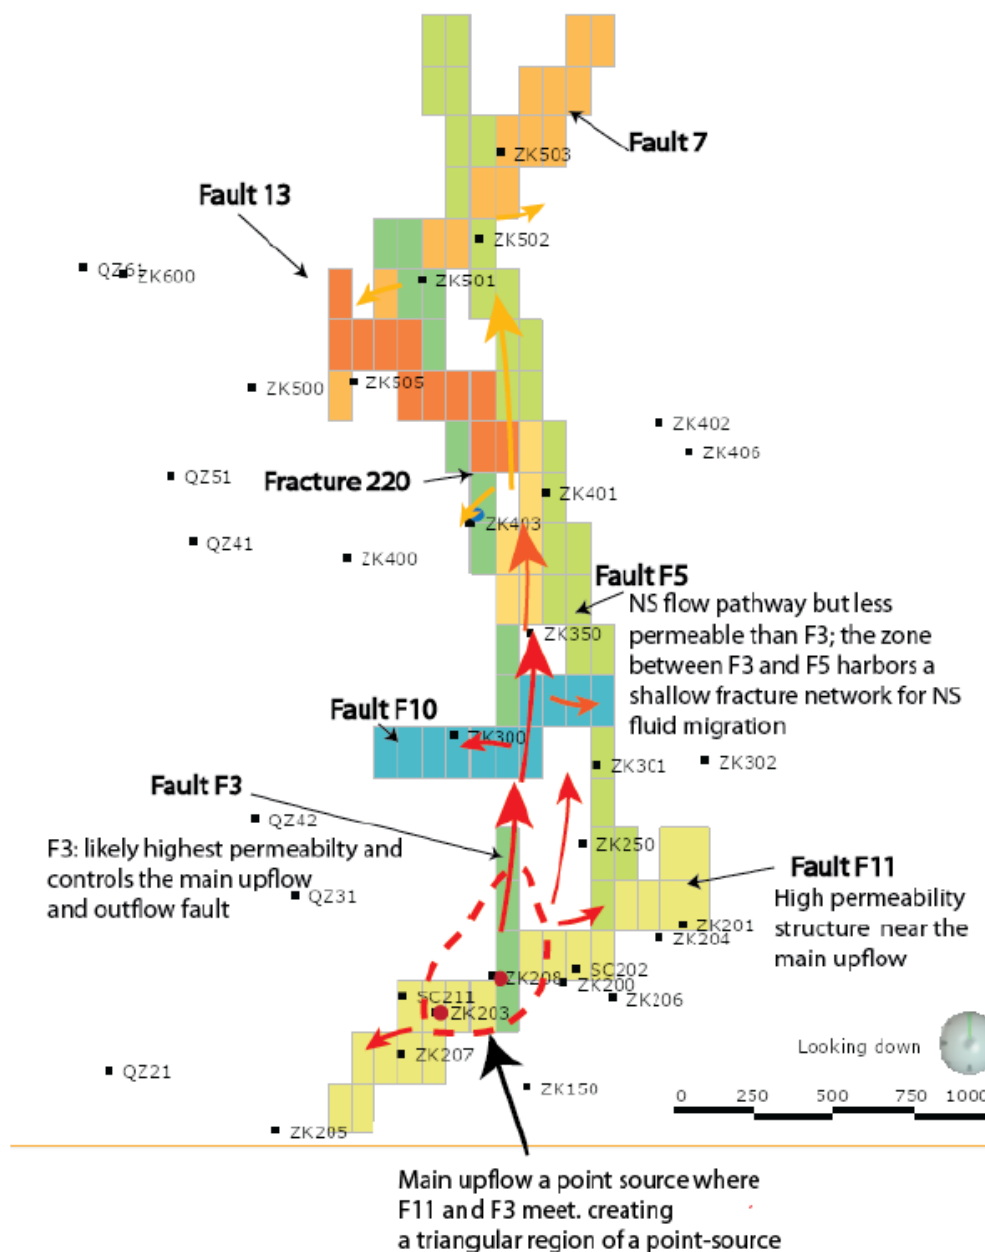 Fault 7
ZK503
Fault 13
ZK502
QZ61
ZK600
ZK501
ZK500
ZK505
ZK402
ZK406
QZ51
Fracture 220
ZK401
ZK403
QZ41
ZK400
Fault F5
NS flow pathway but less
permeable than F3; the zone
between F3 and F5 harbors a
shallow fracture network for NS
fluid migration
ZK350
Fault F10
ZK300
ZK301
ZK302
Fault F3
QZ42
F3: likely highest permeabilty and
controls the main upflow
and outflow fault
ZK250
Fault F11
High permeability
structure near the
main upflow
QZ31
ZK201
ZK204
ZK208
SC202
ZK200
ZK206
SC211
ZK203
ZK207
Looking down
QZ21
ZK150
0 250 500 750 1000
ZK205
Main upflow a point source where
F11 and F3 meet. creating
a triangular region of a point-source